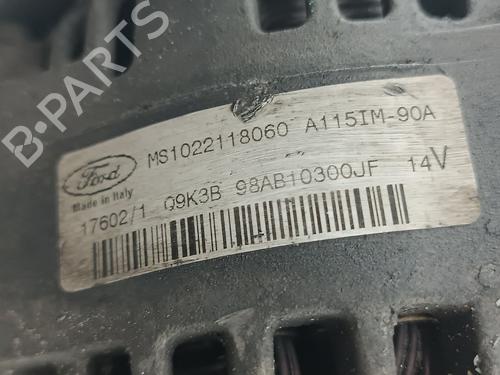 B-PARTS
Ford
Made in Italy
MS1022118060 A115IM-90A
17602/1 Q9K3B 98AB10300JF 14V